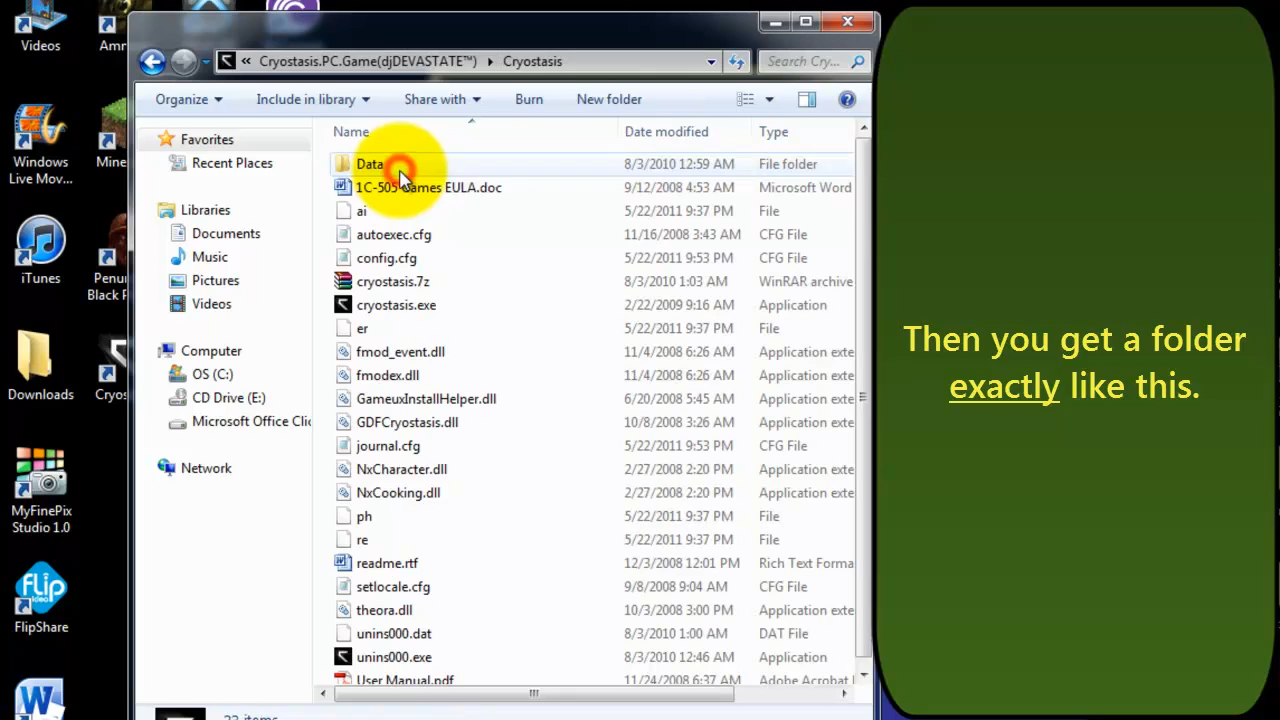 Videos
Amn
Windows
Live Mov...
Mine
iTunes
Penun
Black P
Downloads
Cryos
MyFinePix
Studio 1.0
flip
video
FlipShare
W
« Cryostasis.PC.Game(djDEVASTATE™) Cryostasis
Search Cry...
Organize Include in library Share with Burn New folder
Favorites
Recent Places
Libraries
Documents
Music
Pictures
Videos
Computer
OS (C:)
CD Drive (E:)
Microsoft Office Clic
Network
Name Date modified Type
Data 8/3/2010 12:59 AM File folder
1C-505 Games EULA.doc 9/12/2008 4:53 AM Microsoft Word
ai 5/22/2011 9:37 PM File
autoexec.cfg 11/16/2008 3:43 AM CFG File
config.cfg 5/22/2011 9:53 PM CFG File
cryostasis.7z 8/3/2010 1:03 AM WinRAR archive
cryostasis.exe 2/22/2009 9:16 AM Application
er 5/22/2011 9:37 PM File
fmod_event.dll 11/4/2008 6:26 AM Application exte
fmodex.dll 11/4/2008 6:26 AM Application exte
GameuxInstallHelper.dll 6/20/2008 5:45 AM Application exte
GDFCryostasis.dll 10/8/2008 3:26 AM Application exte
journal.cfg 5/22/2011 9:53 PM CFG File
NxCharacter.dll 2/27/2008 2:20 PM Application exte
NxCooking.dll 2/27/2008 2:20 PM Application exte
ph 5/22/2011 9:37 PM File
re 5/22/2011 9:37 PM File
readme.rtf 12/3/2008 12:01 PM Rich Text Forma
setlocale.cfg 9/8/2008 9:04 AM CFG File
theora.dll 10/3/2008 3:00 PM Application exte
unins000.dat 8/3/2010 1:00 AM DAT File
unins000.exe 8/3/2010 12:46 AM Application
User Manual.pdf 11/24/2008 6:37 AM Adobe Acrobat
23 items
Then you get a folder
exactly like this.